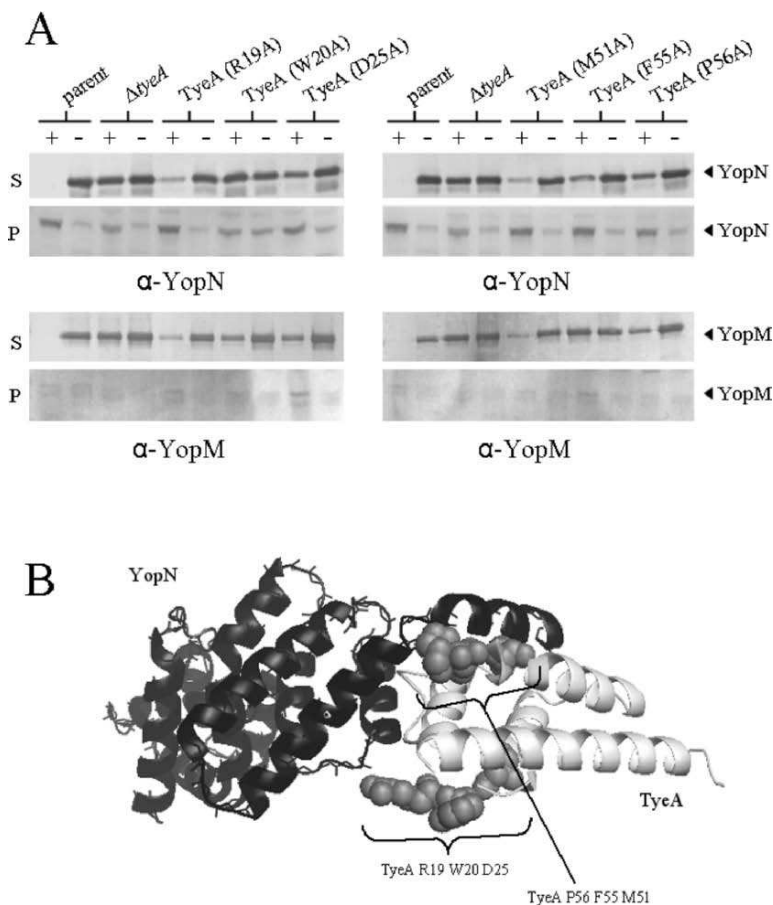 A
parent ΔtyeA TyeA (R19A) TyeA (W20A) TyeA (D25A)
+ - + - + - + - + -
S
P
α-YopN
S
P
α-YopM
parent ΔtyeA TyeA (M51A) TyeA (F55A) TyeA (P56A)
+ - + - + - + - + -
◄ YopN
◄ YopN
α-YopN
◄ YopM
◄ YopM
α-YopM
B
YopN
TyeA
TyeA R19 W20 D25
TyeA P56 F55 M51